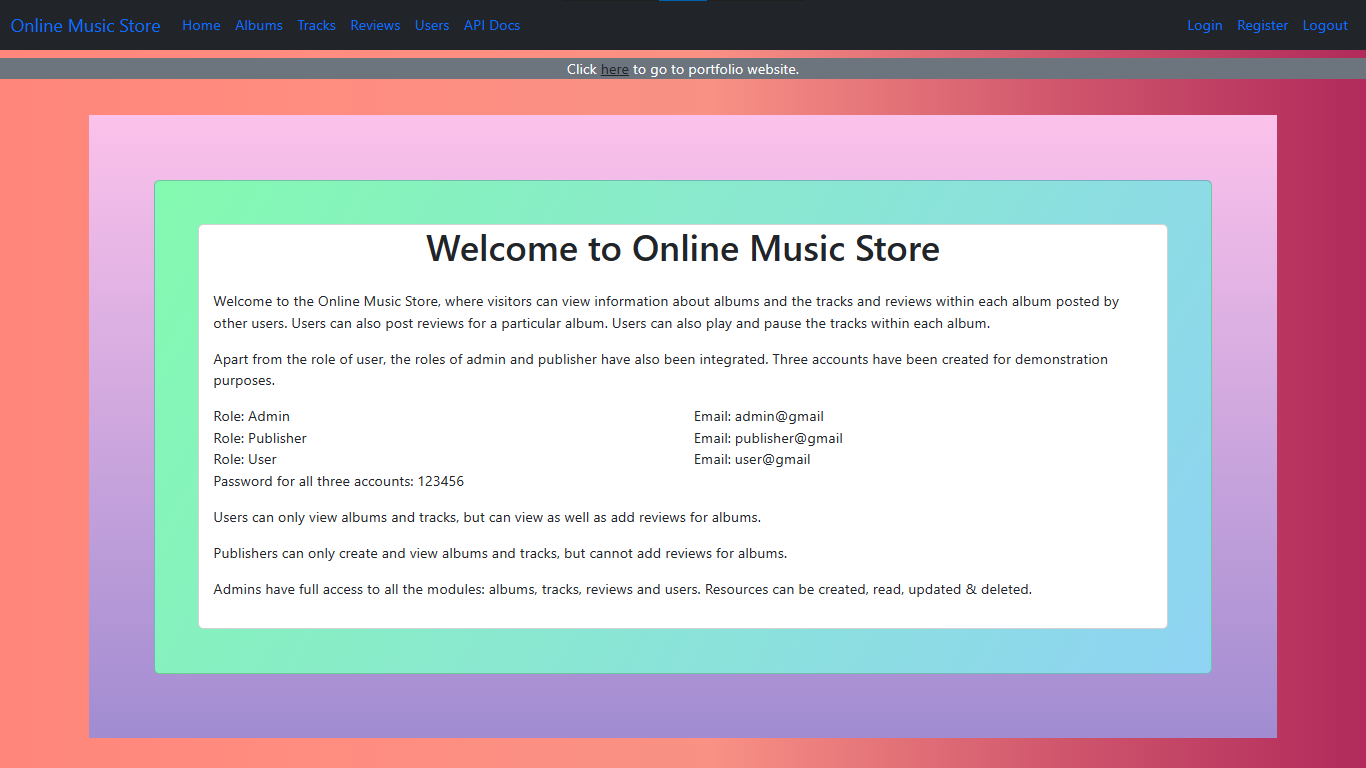 Online Music Store Home Albums Tracks Reviews Users API Docs Login Register Logout
Click here to go to portfolio website.
Welcome to Online Music Store
Welcome to the Online Music Store, where visitors can view information about albums and the tracks and reviews within each album posted by
other users. Users can also post reviews for a particular album. Users can also play and pause the tracks within each album.
Apart from the role of user, the roles of admin and publisher have also been integrated. Three accounts have been created for demonstration
purposes.
Role: Admin Email: admin@gmail
Role: Publisher Email: publisher@gmail
Role: User Email: user@gmail
Password for all three accounts: 123456
Users can only view albums and tracks, but can view as well as add reviews for albums.
Publishers can only create and view albums and tracks, but cannot add reviews for albums.
Admins have full access to all the modules: albums, tracks, reviews and users. Resources can be created, read, updated & deleted.